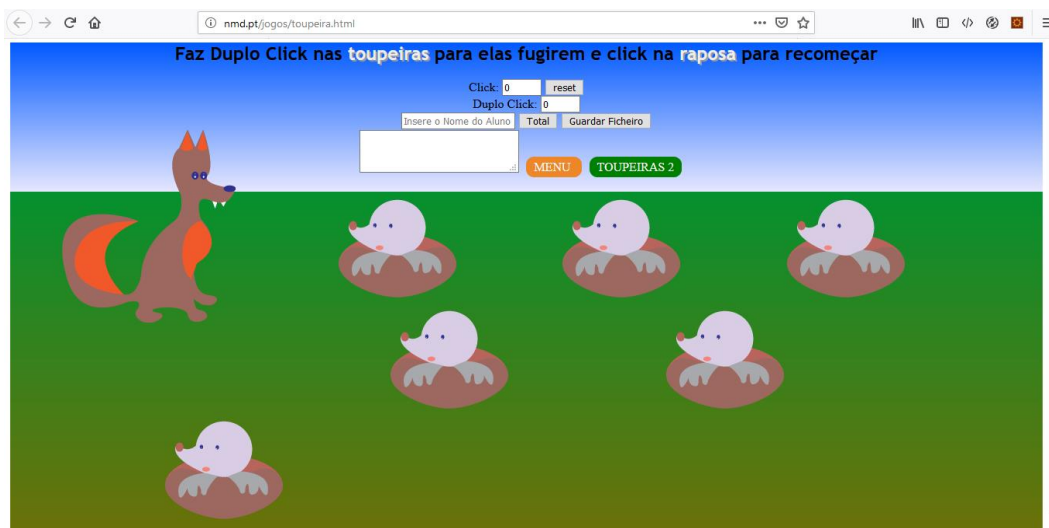 nmd.pt/jogos/toupeira.html
Faz Duplo Click nas toupeiras para elas fugirem e click na raposa para recomeçar
Click: 0 reset
Duplo Click: 0
Insere o Nome do Aluno Total Guardar Ficheiro
MENU TOUPEIRAS 2